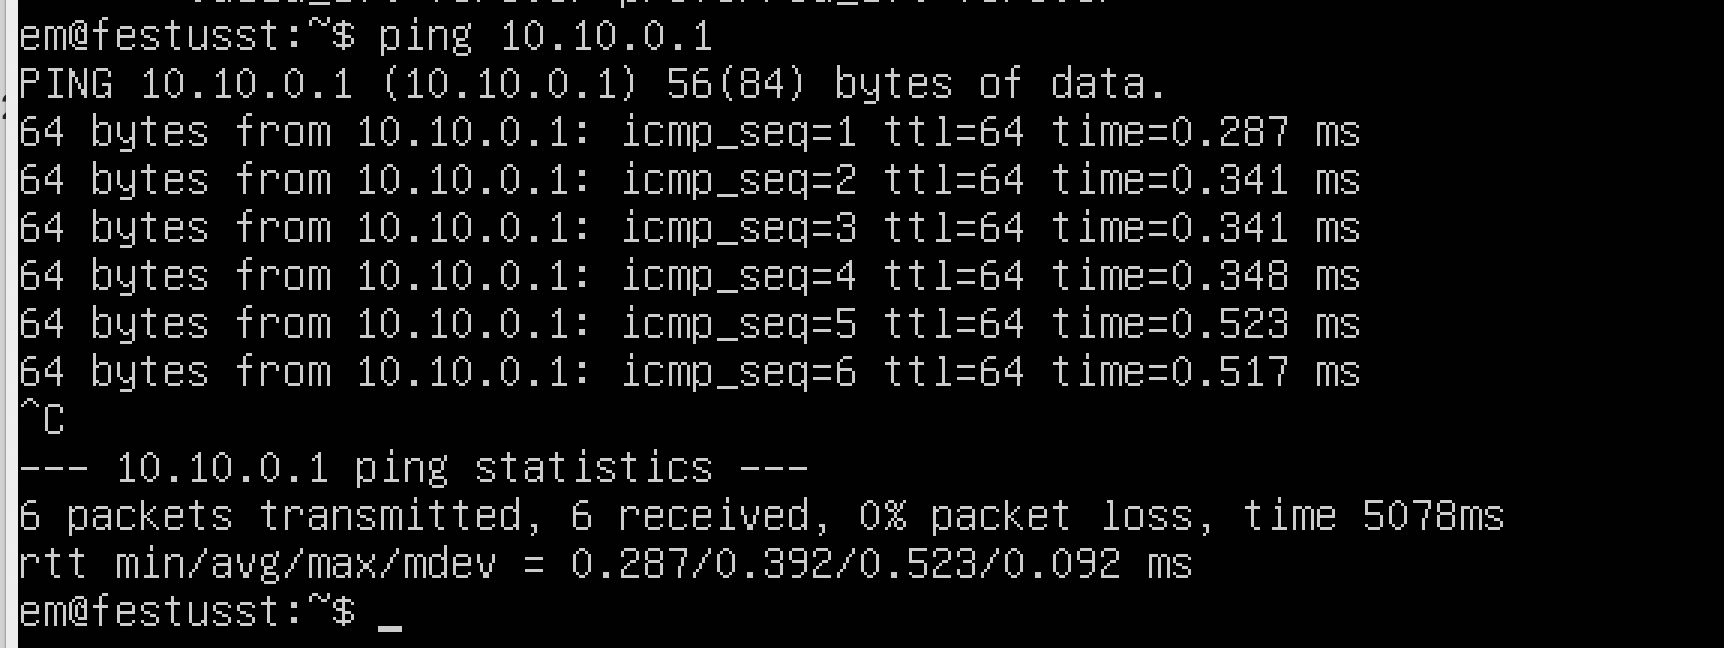 em@festusst:~$ ping 10.10.0.1
PING 10.10.0.1 (10.10.0.1) 56(84) bytes of data.
64 bytes from 10.10.0.1: icmp_seq=1 ttl=64 time=0.287 ms
64 bytes from 10.10.0.1: icmp_seq=2 ttl=64 time=0.341 ms
64 bytes from 10.10.0.1: icmp_seq=3 ttl=64 time=0.341 ms
64 bytes from 10.10.0.1: icmp_seq=4 ttl=64 time=0.348 ms
64 bytes from 10.10.0.1: icmp_seq=5 ttl=64 time=0.523 ms
64 bytes from 10.10.0.1: icmp_seq=6 ttl=64 time=0.517 ms
^C
--- 10.10.0.1 ping statistics ---
6 packets transmitted, 6 received, 0% packet loss, time 5078ms
rtt min/avg/max/mdev = 0.287/0.392/0.523/0.092 ms
em@festusst:~$ _